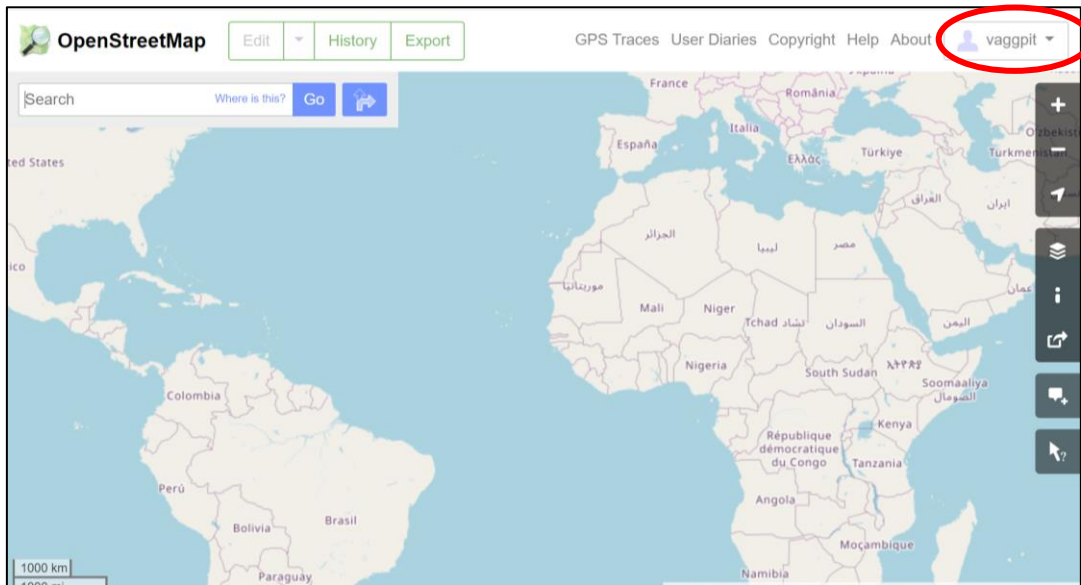 OpenStreetMap Edit History Export GPS Traces User Diaries Copyright Help About vaggpit
Search Where is this? Go
France
România
Italia
España
Ελλάς
Türkiye
ted States
العراق
ایران
الجزائر
ليبيا
مصر
ico
موريتانيا
عمان
Mali
Niger
Tchad تشاد
السودان
اليمن
Nigeria
South Sudan
Soomaaliya
الصومال
Colombia
Kenya
République
démocratique
du Congo
Tanzania
Perú
Angola
Bolivia
Brasil
Moçambique
1000 km
Paraguay
Namibia